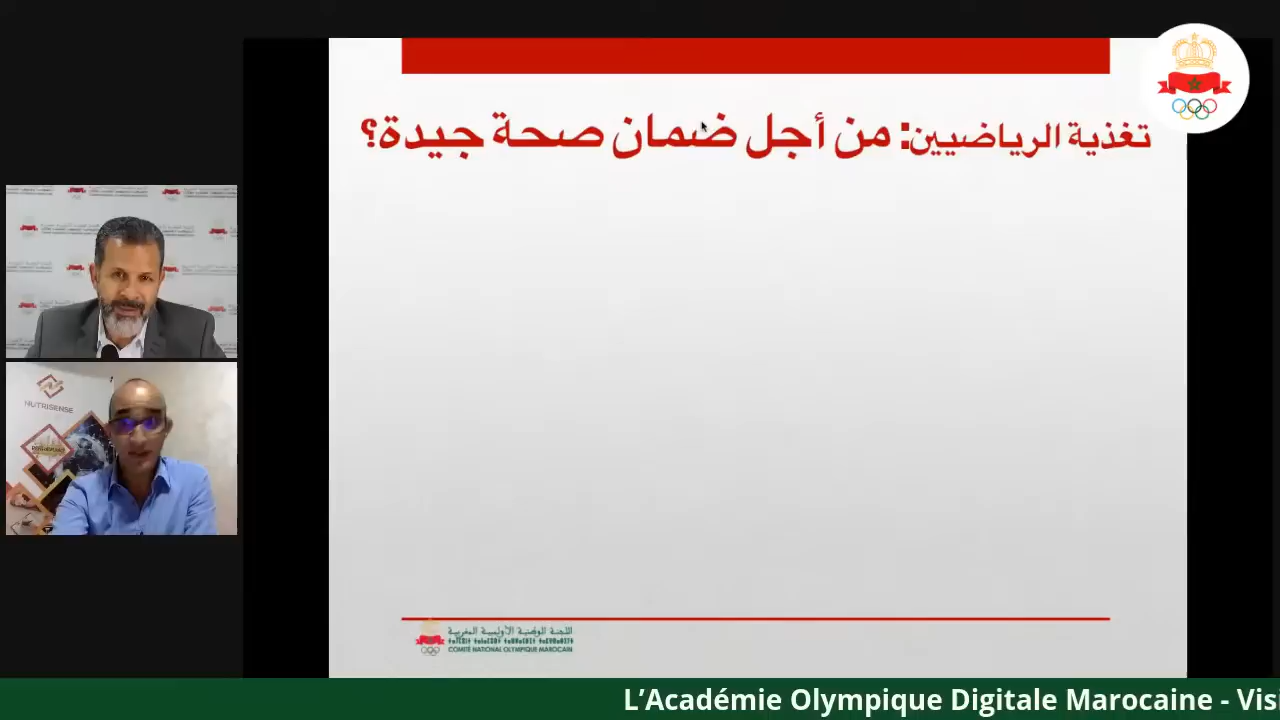 تغذية الرياضيين: من أجل ضمان صحة جيدة؟
NUTRISENSE
اللجنة الوطنية الأولمبية المغربية
COMITÉ NATIONAL OLYMPIQUE MAROCAIN
L’Académie Olympique Digitale Marocaine - Vis